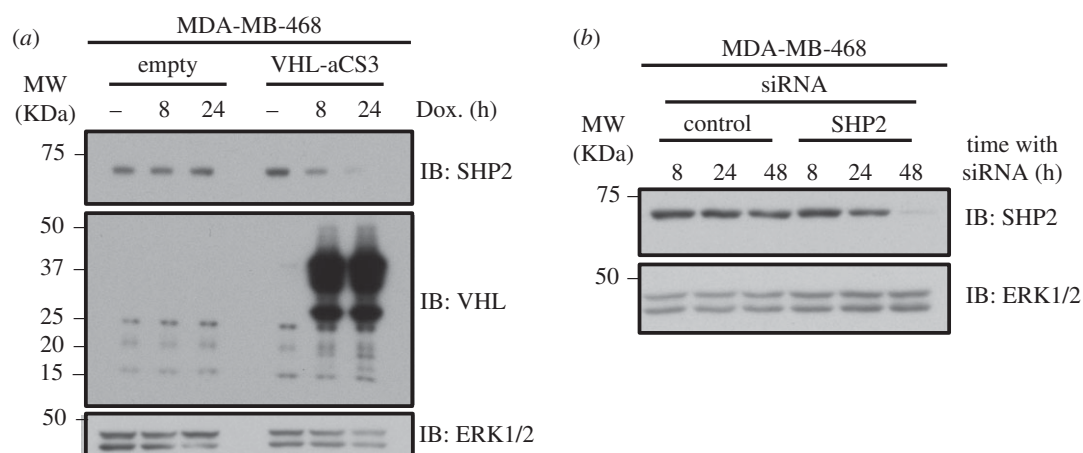 (a)
MDA-MB-468
empty VHL-aCS3
MW
(KDa)
– 8 24 – 8 24 Dox. (h)
75
IB: SHP2
50
37
25
20
15
IB: VHL
50
IB: ERK1/2
(b)
MDA-MB-468
siRNA
control SHP2
MW
(KDa)
time with
siRNA (h)
8 24 48 8 24 48
75
IB: SHP2
50
IB: ERK1/2